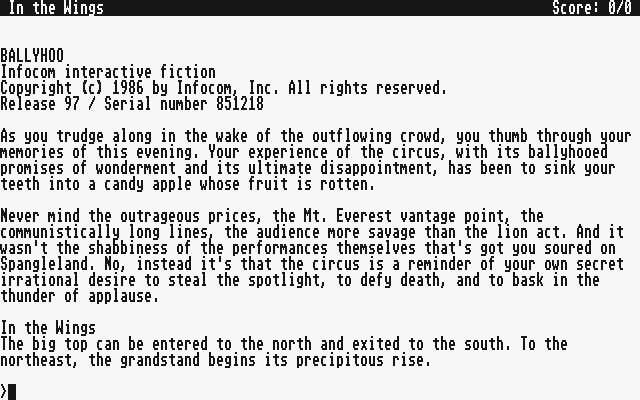 In the Wings Score: 0/0
BALLYHOO
Infocom interactive fiction
Copyright (c) 1986 by Infocom, Inc. All rights reserved.
Release 97 / Serial number 851218
As you trudge along in the wake of the outflowing crowd, you thumb through your
memories of this evening. Your experience of the circus, with its ballyhooed
promises of wonderment and its ultimate disappointment, has been to sink your
teeth into a candy apple whose fruit is rotten.
Never mind the outrageous prices, the Mt. Everest vantage point, the
communistically long lines, the audience more savage than the lion act. And it
wasn't the shabbiness of the performances themselves that's got you soured on
Spangleland. No, instead it's that the circus is a reminder of your own secret
irrational desire to steal the spotlight, to defy death, and to bask in the
thunder of applause.
In the Wings
The big top can be entered to the north and exited to the south. To the
northeast, the grandstand begins its precipitous rise.
>